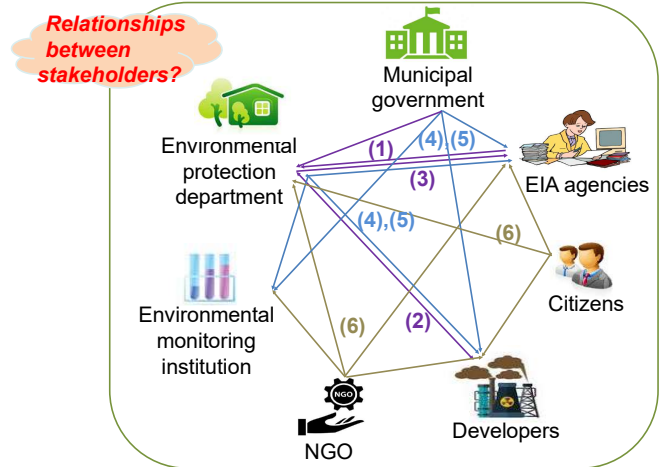 Relationships
between
stakeholders?
Municipal
government
Environmental
protection
department
(1)
(4),(5)
(3)
EIA agencies
(4),(5)
(6)
Citizens
Environmental
monitoring
institution
(6)
(2)
NGO
NGO
Developers